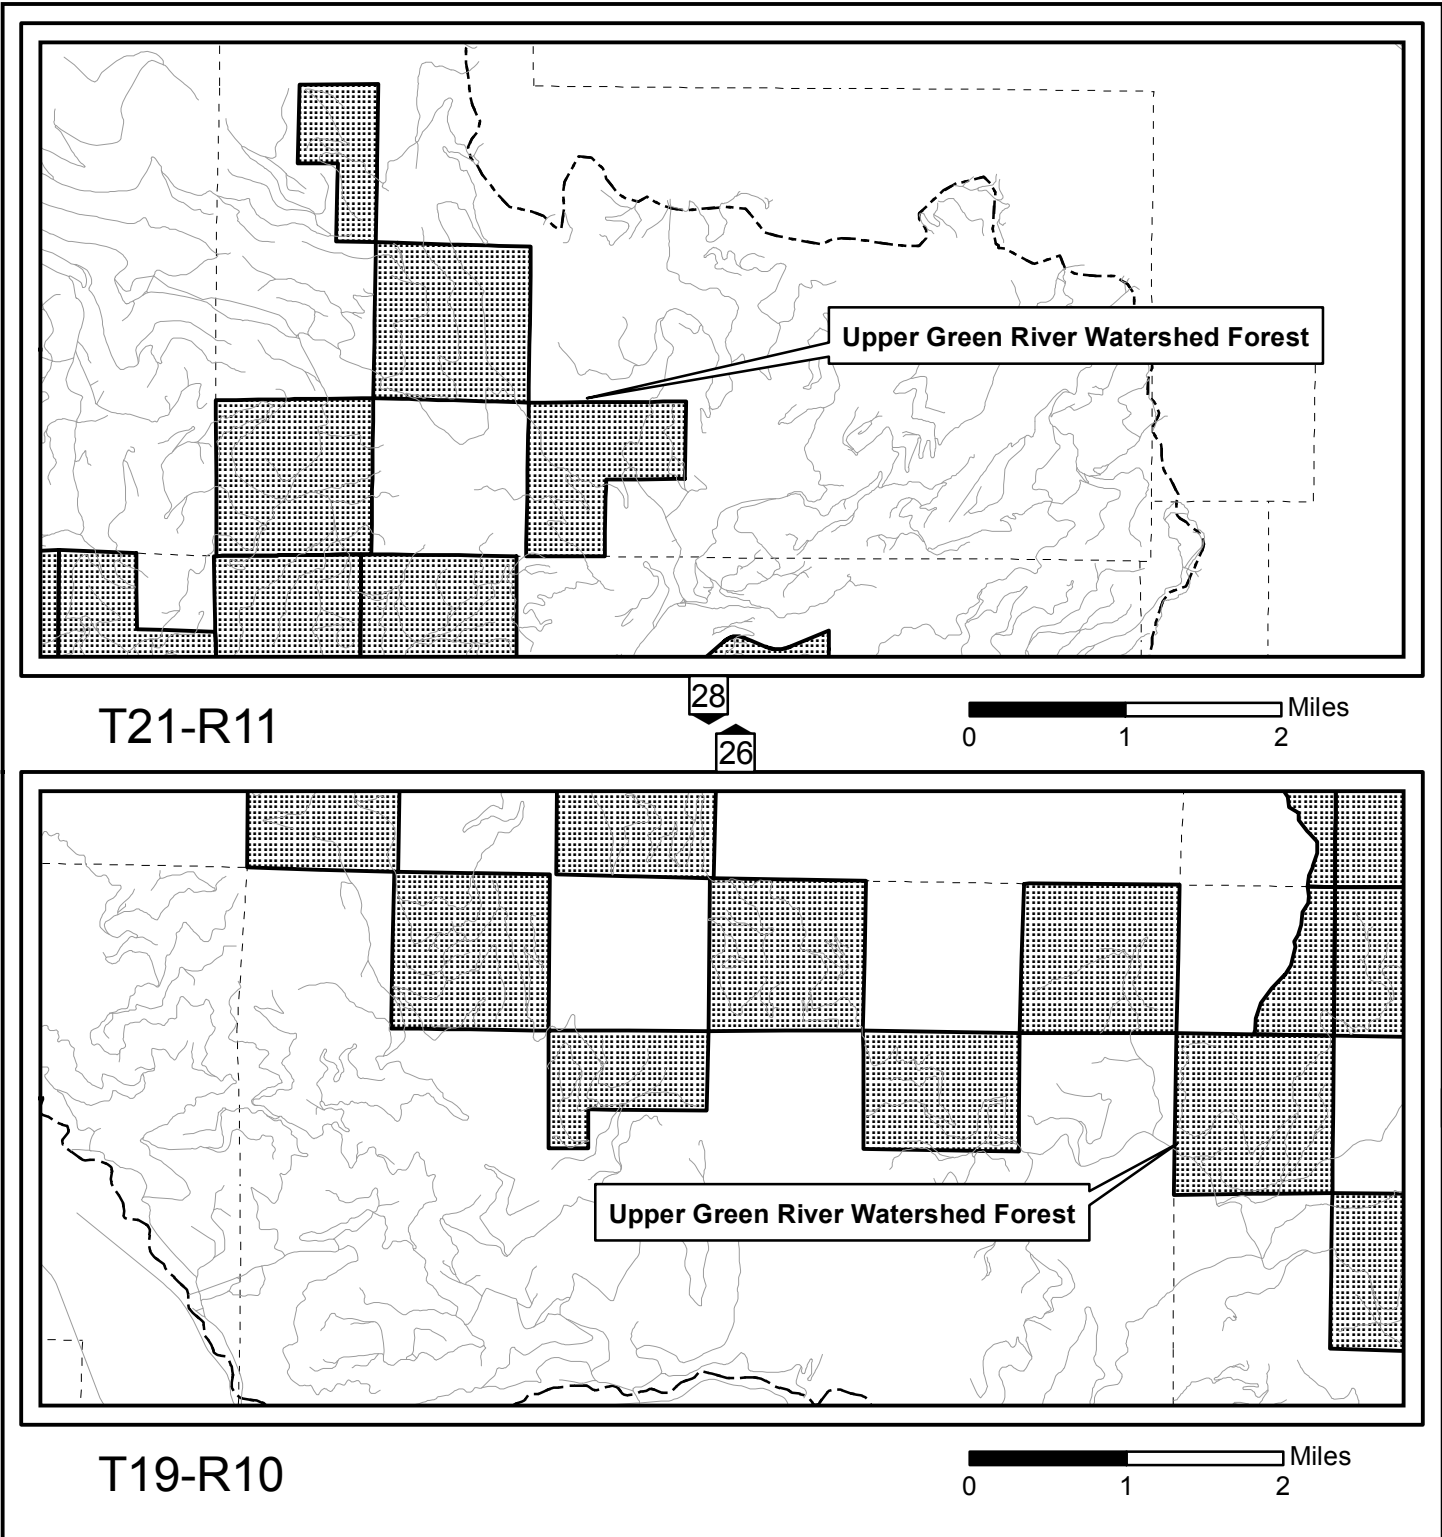 Upper Green River Watershed Forest
T21-R11
28
26
Miles
0 1 2
Upper Green River Watershed Forest
T19-R10
Miles
0 1 2